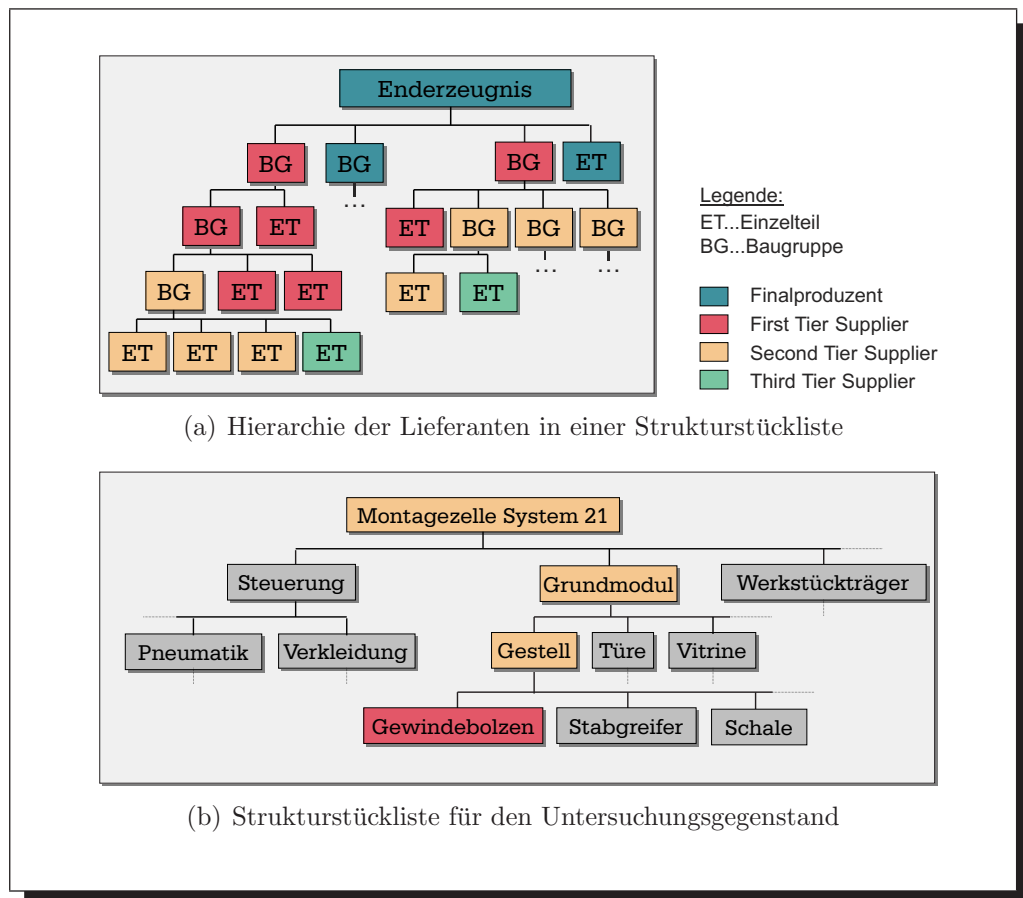 Enderzeugnis
BG BG BG ET
...
BG ET ET BG BG BG
... ...
BG ET ET ET ET
ET ET ET ET
Legende:
ET...Einzelteil
BG...Baugruppe
Finalproduzent
First Tier Supplier
Second Tier Supplier
Third Tier Supplier
(a) Hierarchie der Lieferanten in einer Strukturstückliste
Montagezelle System 21
Steuerung Grundmodul Werkstückträger
Pneumatik Verkleidung Gestell Türe Vitrine
Gewindebolzen Stabgreifer Schale
(b) Strukturstückliste für den Untersuchungsgegenstand